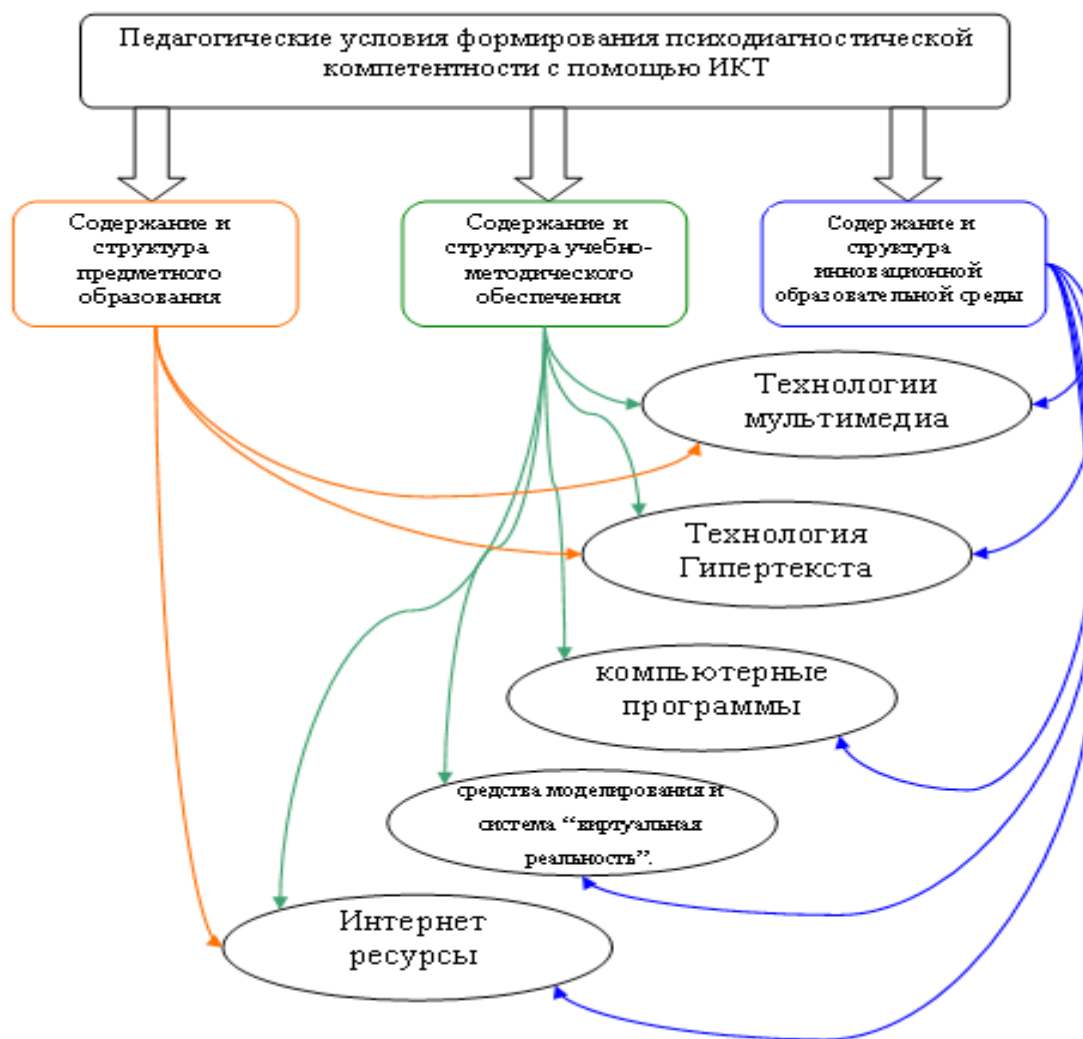 Педагогические условия формирования психодиагностической
компетентности с помощью ИКТ
Содержание и
структура
предметного
образования
Содержание и
структура учебно-
методического
обеспечения
Содержание и
структура
инновационной
образовательной среды
Технологии
мультимедиа
Технология
Гипертекста
компьютерные
программы
средства моделирования и
система “виртуальная
реальность”.
Интернет
ресурсы